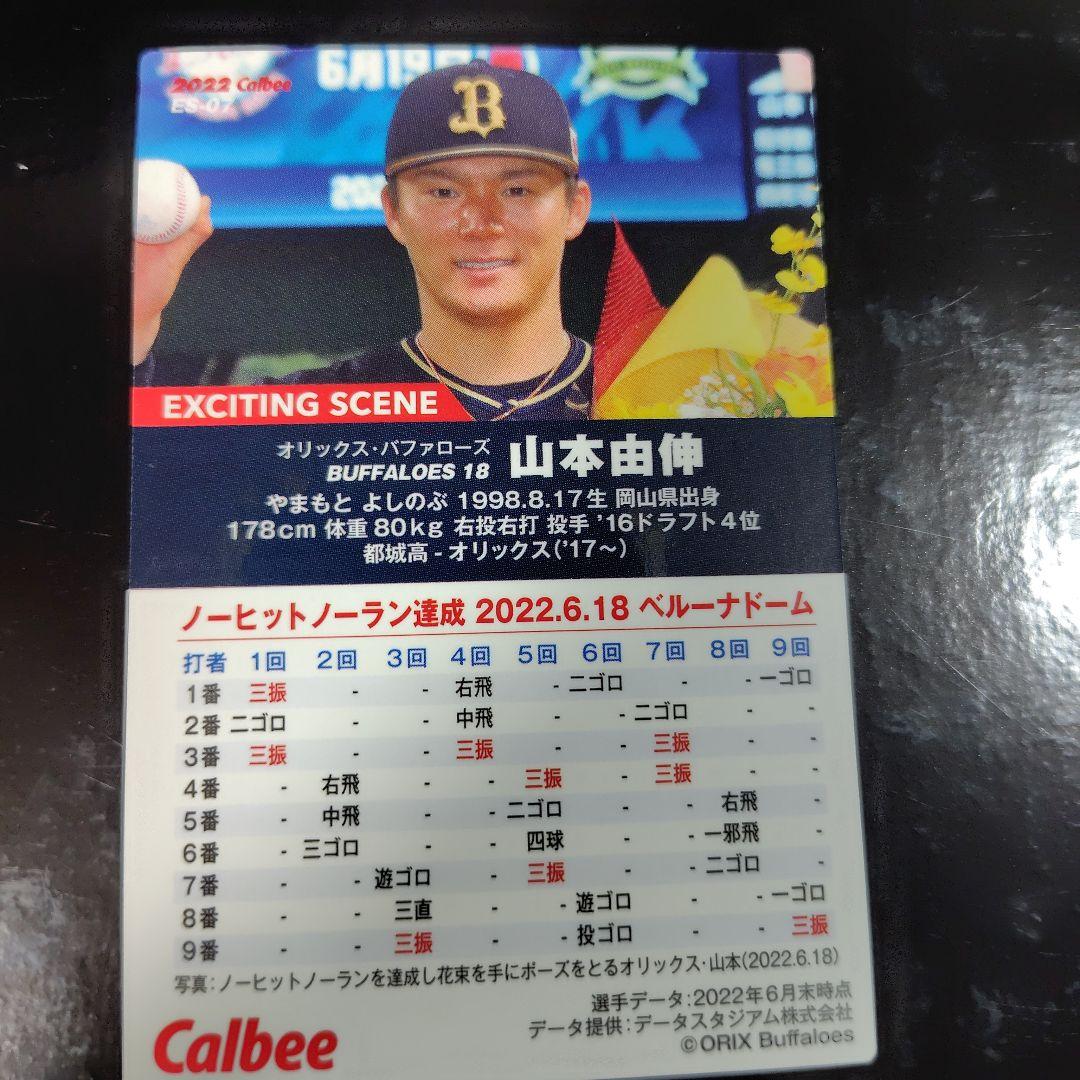 6月19日(
2022 Calbee
ES-07
202
K
EXCITING SCENE
オリックス・バファローズ 山本由伸
BUFFALOES 18
やまもと よしのぶ 1998.8.17生 岡山県出身
178cm 体重80kg 右投右打 投手 '16ドラフト4位
都城高 - オリックス('17~)
ノーヒットノーラン達成 2022.6.18 ベルーナドーム
打者 1回 2回 3回 4回 5回 6回 7回 8回 9回
1番 三振 - - 右飛 - 二ゴロ - - 一ゴロ
2番 二ゴロ - - 中飛 - - 二ゴロ - -
3番 三振 - - 三振 - - 三振 - -
4番 - 右飛 - - 三振 - 三振 - -
5番 - 中飛 - - 二ゴロ - - 右飛 -
6番 - 三ゴロ - - 四球 - - 一邪飛 -
7番 - - 遊ゴロ - 三振 - - 二ゴロ -
8番 - - 三直 - - 遊ゴロ - - 一ゴロ
9番 - - 三振 - - 投ゴロ - - 三振
写真:ノーヒットノーランを達成し花束を手にポーズをとるオリックス・山本(2022.6.18)
選手データ:2022年6月末時点
データ提供:データスタジアム株式会社
Calbee
©ORIX Buffaloes